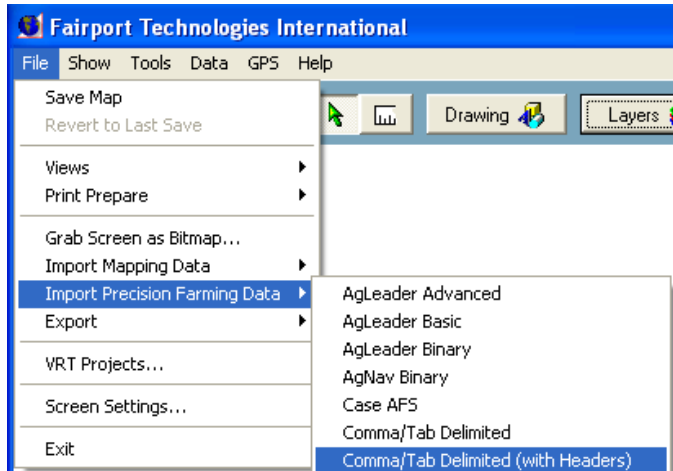 Fairport Technologies International
File Show Tools Data GPS Help
Drawing Layers
Save Map
Revert to Last Save
Views
Print Prepare
Grab Screen as Bitmap...
Import Mapping Data
Import Precision Farming Data
Export
VRT Projects...
Screen Settings...
Exit
AgLeader Advanced
AgLeader Basic
AgLeader Binary
AgNav Binary
Case AFS
Comma/Tab Delimited
Comma/Tab Delimited (with Headers)